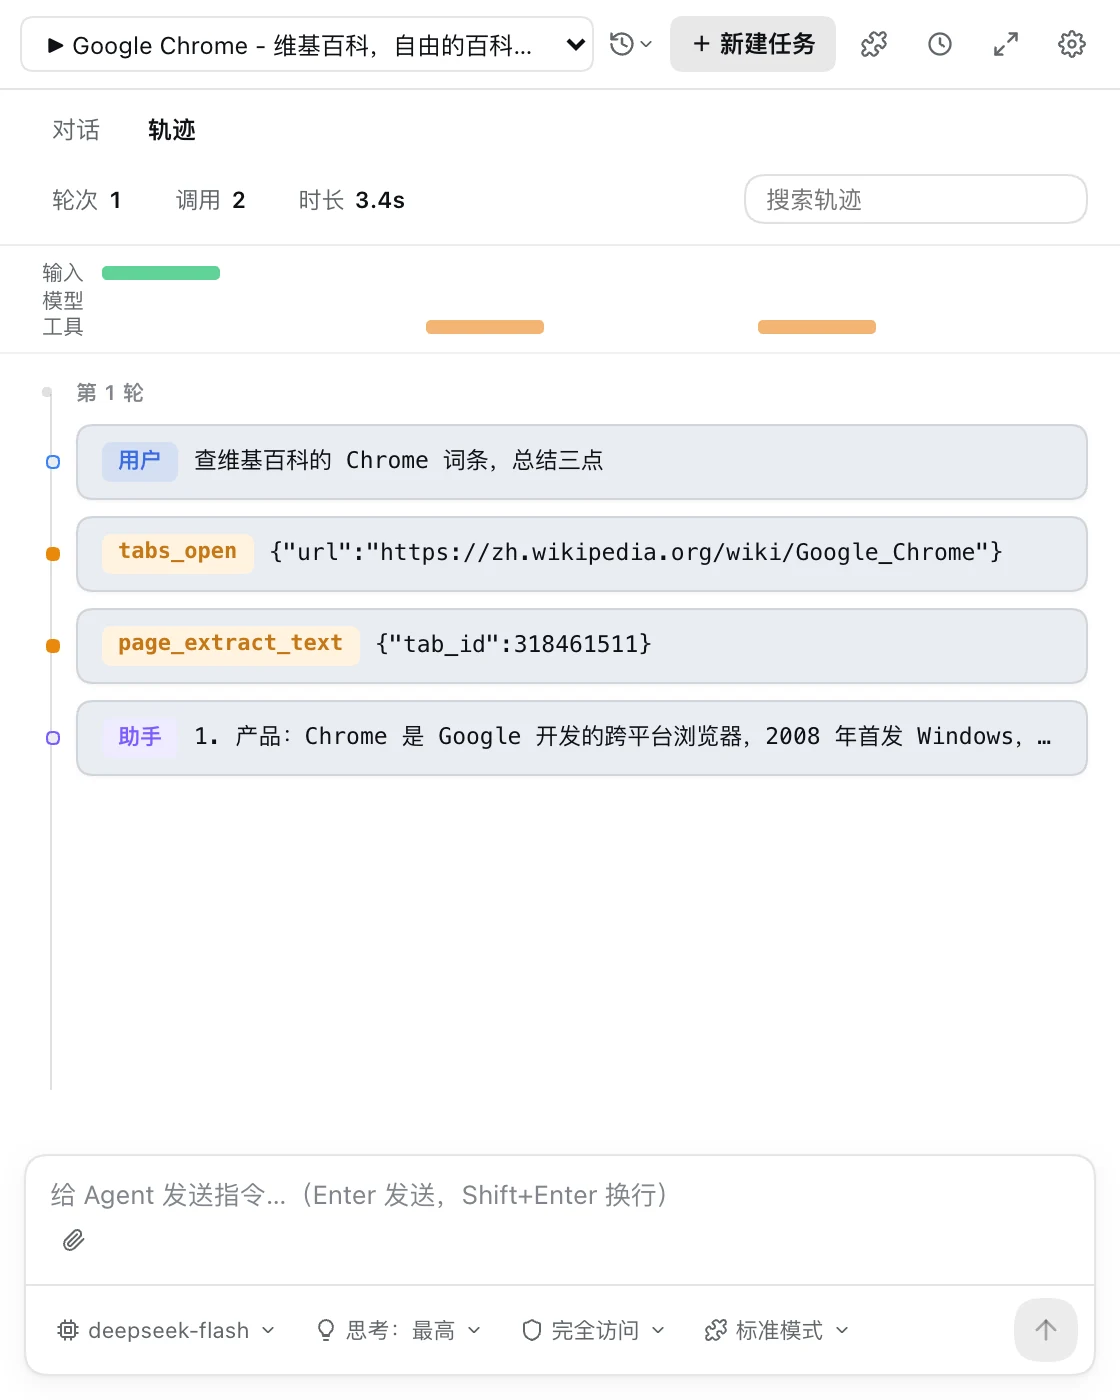 ▶ Google Chrome - 维基百科，自由的百科...
+ 新建任务
对话 轨迹
轮次 1 调用 2 时长 3.4s 搜索轨迹
输入
模型
工具
第 1 轮
用户 查维基百科的 Chrome 词条，总结三点
tabs_open {"url":"https://zh.wikipedia.org/wiki/Google_Chrome"}
page_extract_text {"tab_id":318461511}
助手 1. 产品：Chrome 是 Google 开发的跨平台浏览器，2008 年首发 Windows，…
给 Agent 发送指令...（Enter 发送，Shift+Enter 换行）
deepseek-flash 思考：最高 完全访问 标准模式